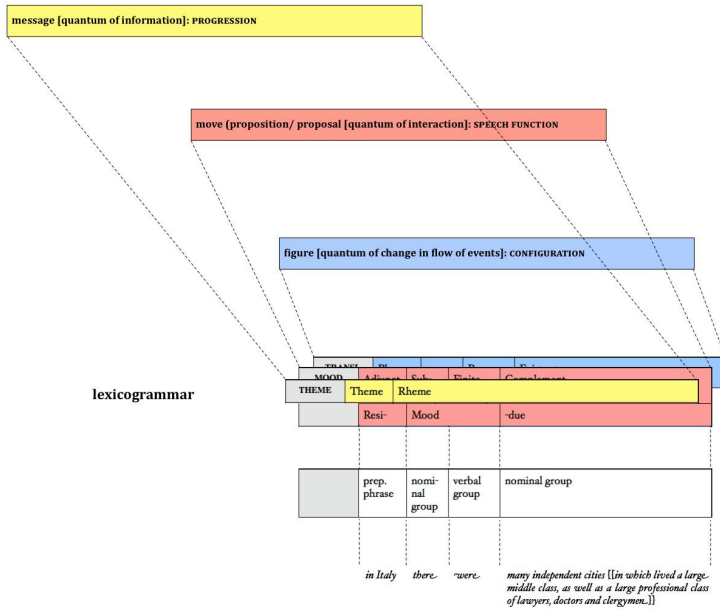 message [quantum of information]: PROGRESSION
move (proposition/ proposal [quantum of interaction]: SPEECH FUNCTION
figure [quantum of change in flow of events]: CONFIGURATION
MOOD Adjunct Sub- Finite Complement
lexicogrammar
THEME Theme Rheme
Resi- Mood -due
prep. nomi- verbal nominal group
phrase nal group
group
in Italy there were many independent cities [[in which lived a large
middle class, as well as a large professional class
of lawyers, doctors and clergymen.]]